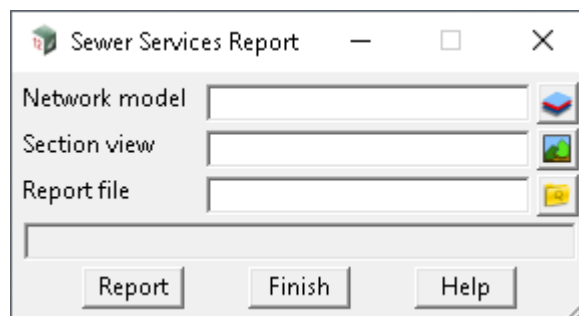 Sewer Services Report
Network model
Section view
Report file
Report Finish Help